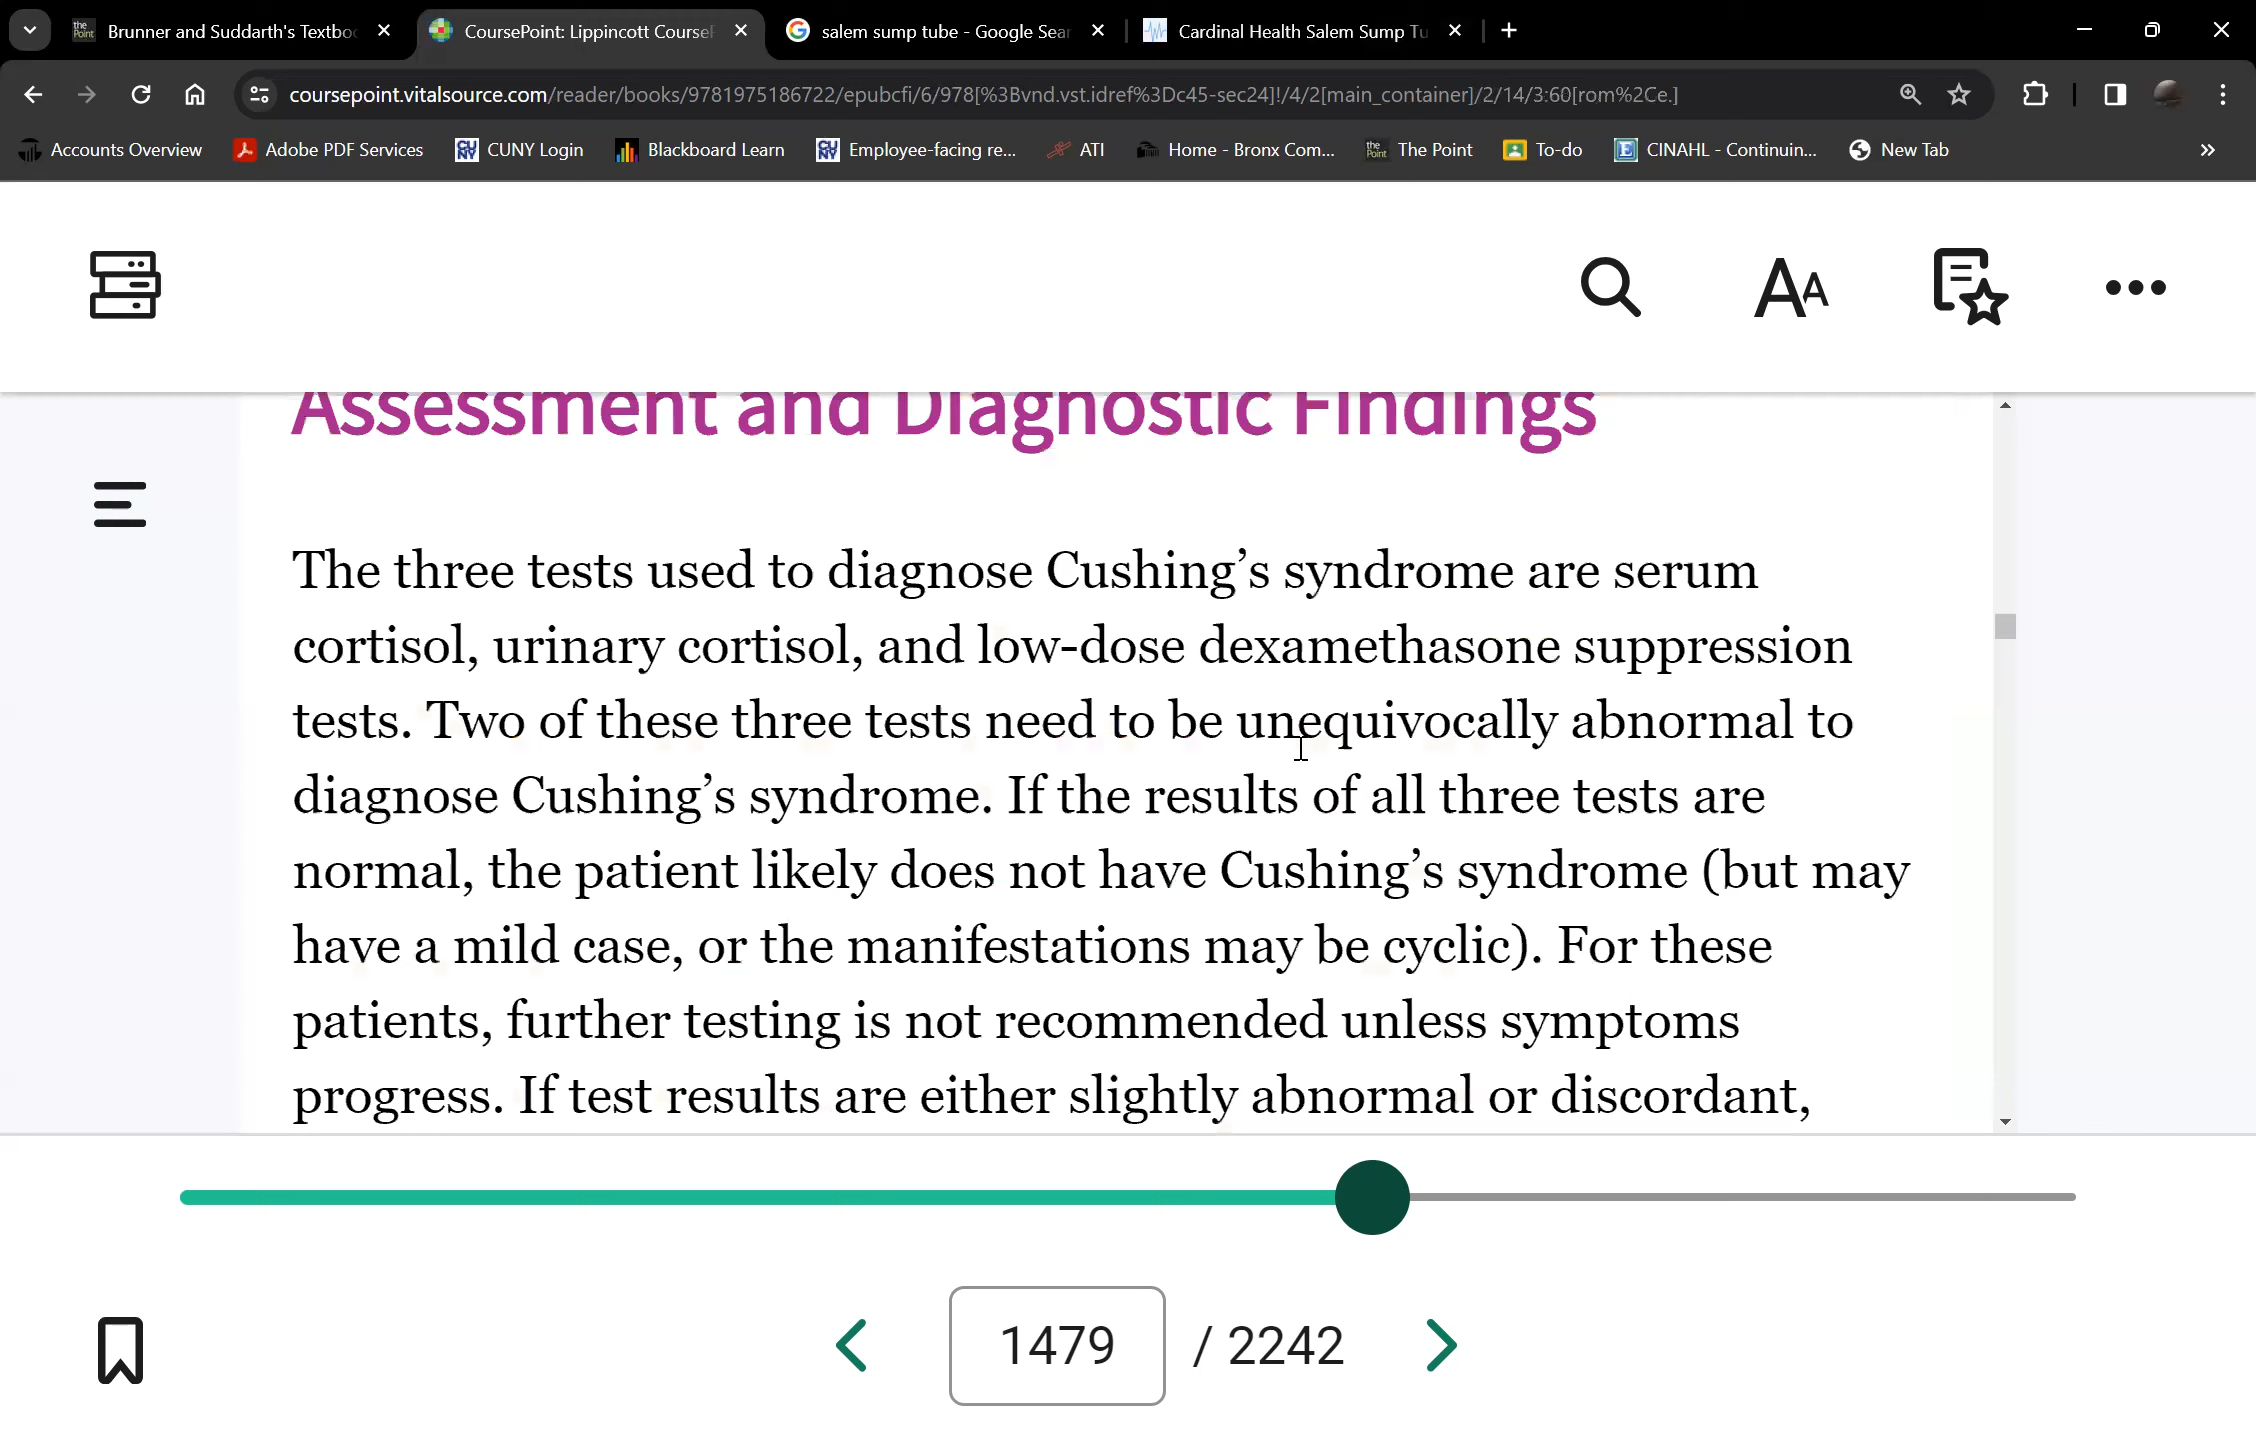 Brunner and Suddarth's Textbo
CoursePoint: Lippincott CourseP
salem sump tube - Google Sear
Cardinal Health Salem Sump Tu
coursepoint.vitalsource.com/reader/books/9781975186722/epubcfi/6/978[%3Bvnd.vst.idref%3Dc45-sec24]!/4/2[main_container]/2/14/3:60[rom%2Ce.]
Accounts Overview
Adobe PDF Services
CUNY Login
Blackboard Learn
Employee-facing re...
ATI
Home - Bronx Com...
The Point
To-do
CINAHL - Continuin...
New Tab
AA
Assessment and Diagnostic Findings
The three tests used to diagnose Cushing’s syndrome are serum
cortisol, urinary cortisol, and low-dose dexamethasone suppression
tests. Two of these three tests need to be unequivocally abnormal to
diagnose Cushing’s syndrome. If the results of all three tests are
normal, the patient likely does not have Cushing’s syndrome (but may
have a mild case, or the manifestations may be cyclic). For these
patients, further testing is not recommended unless symptoms
progress. If test results are either slightly abnormal or discordant,
1479 / 2242